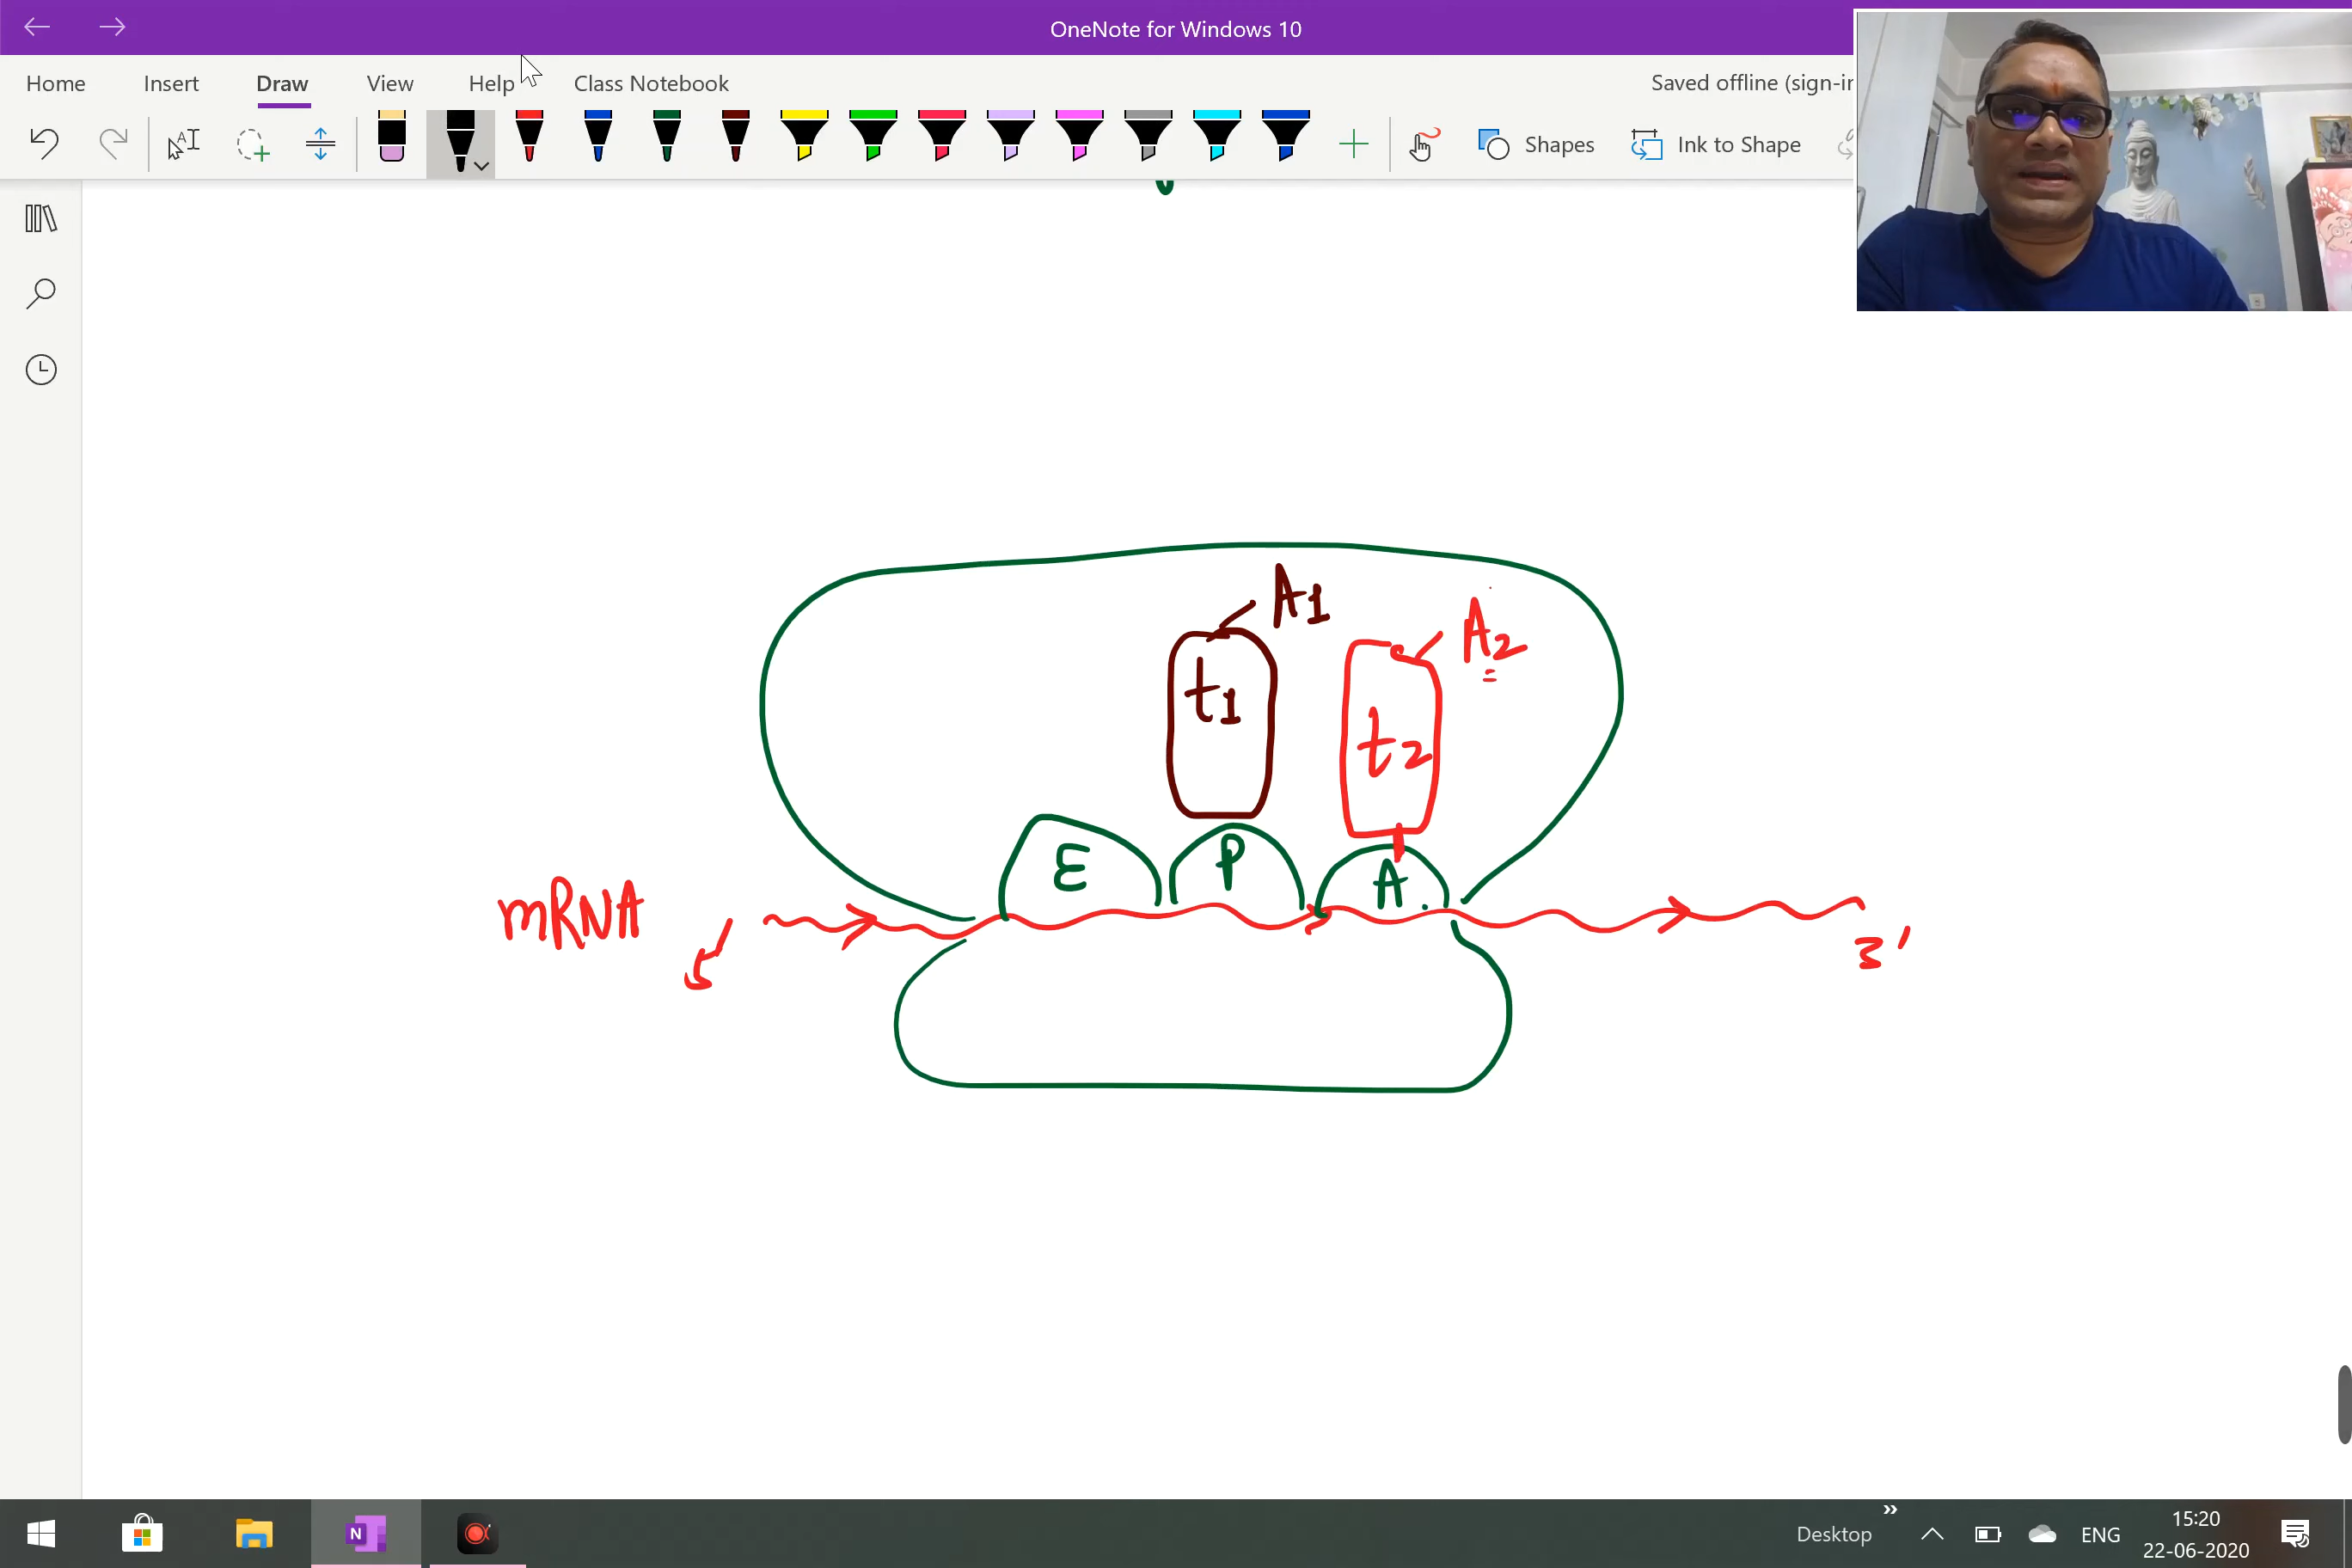 OneNote for Windows 10
Home Insert Draw View Help Class Notebook
Saved offline (sign-in
Shapes Ink to Shape
A1
A2
t1
t2
E P A
mRNA
5'
3'
Desktop
ENG
15:20
22-06-2020